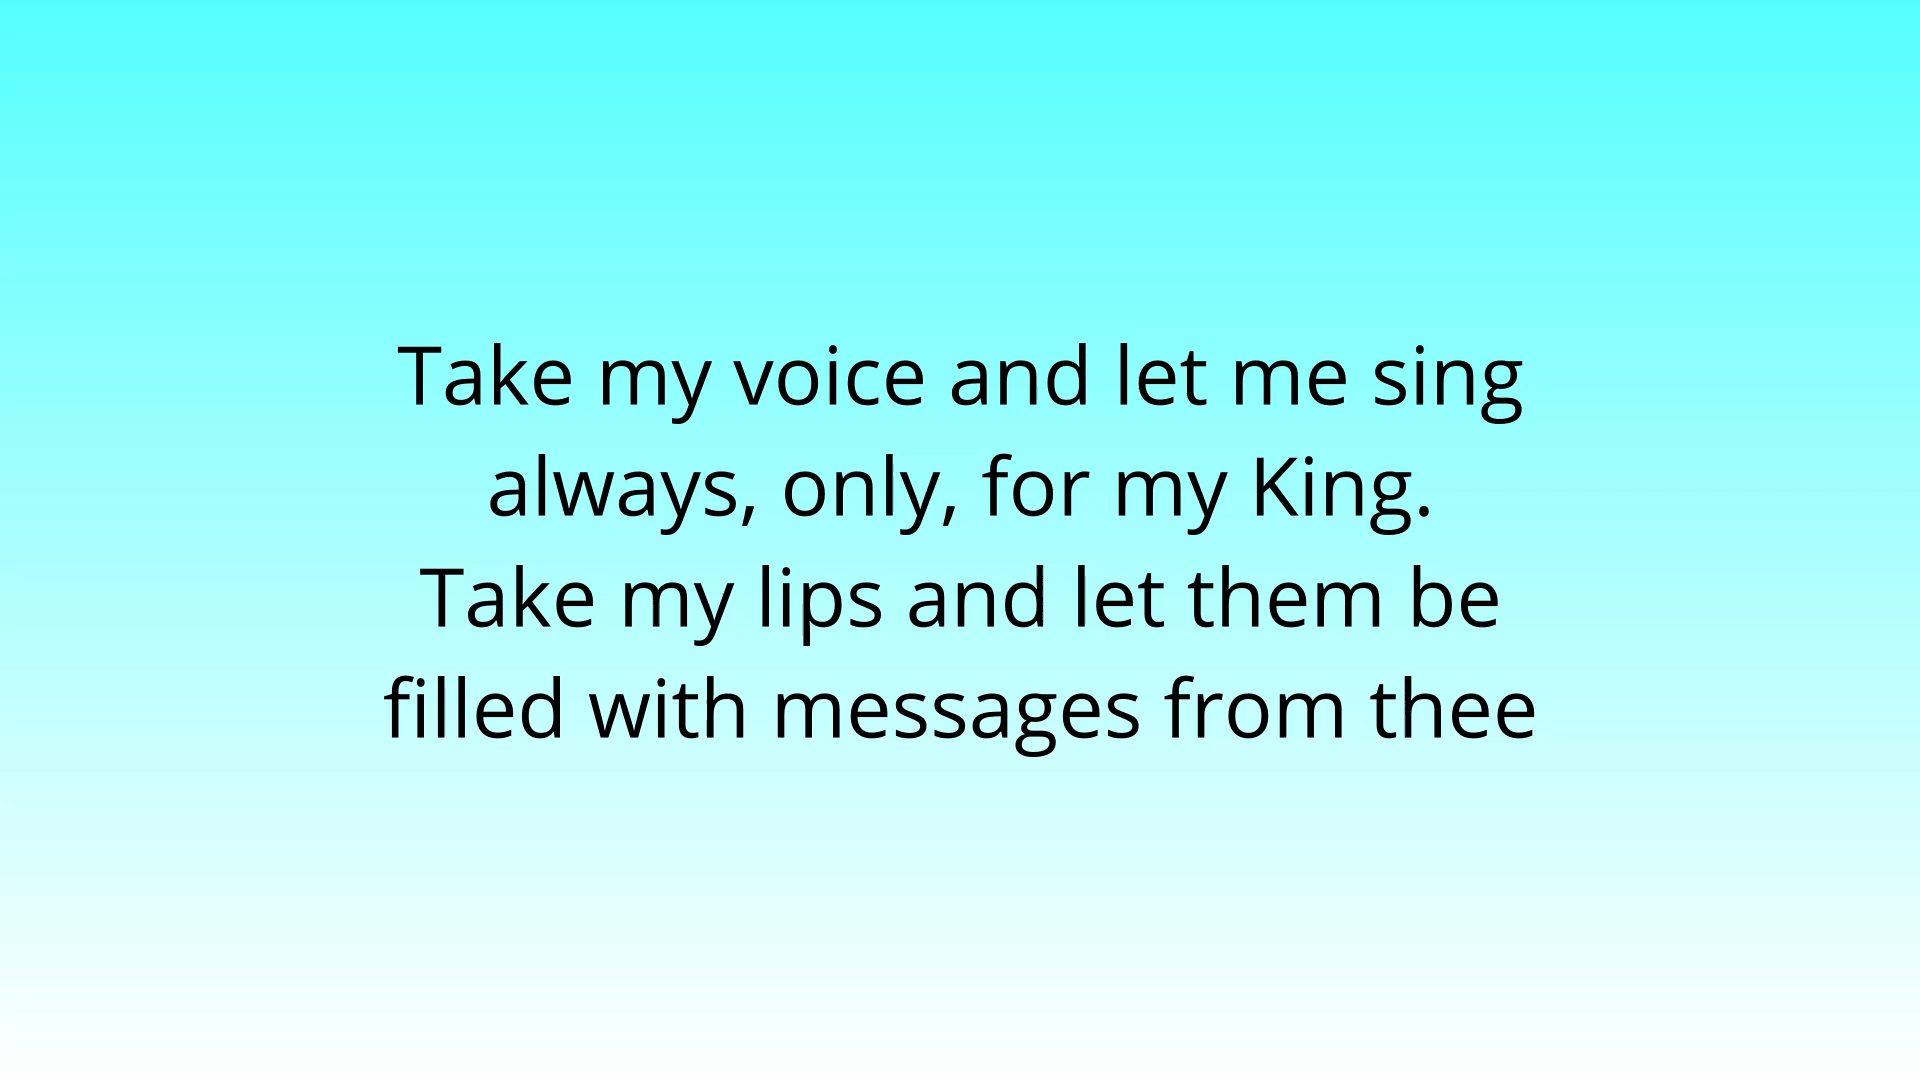 Take my voice and let me sing
always, only, for my King.
Take my lips and let them be
filled with messages from thee